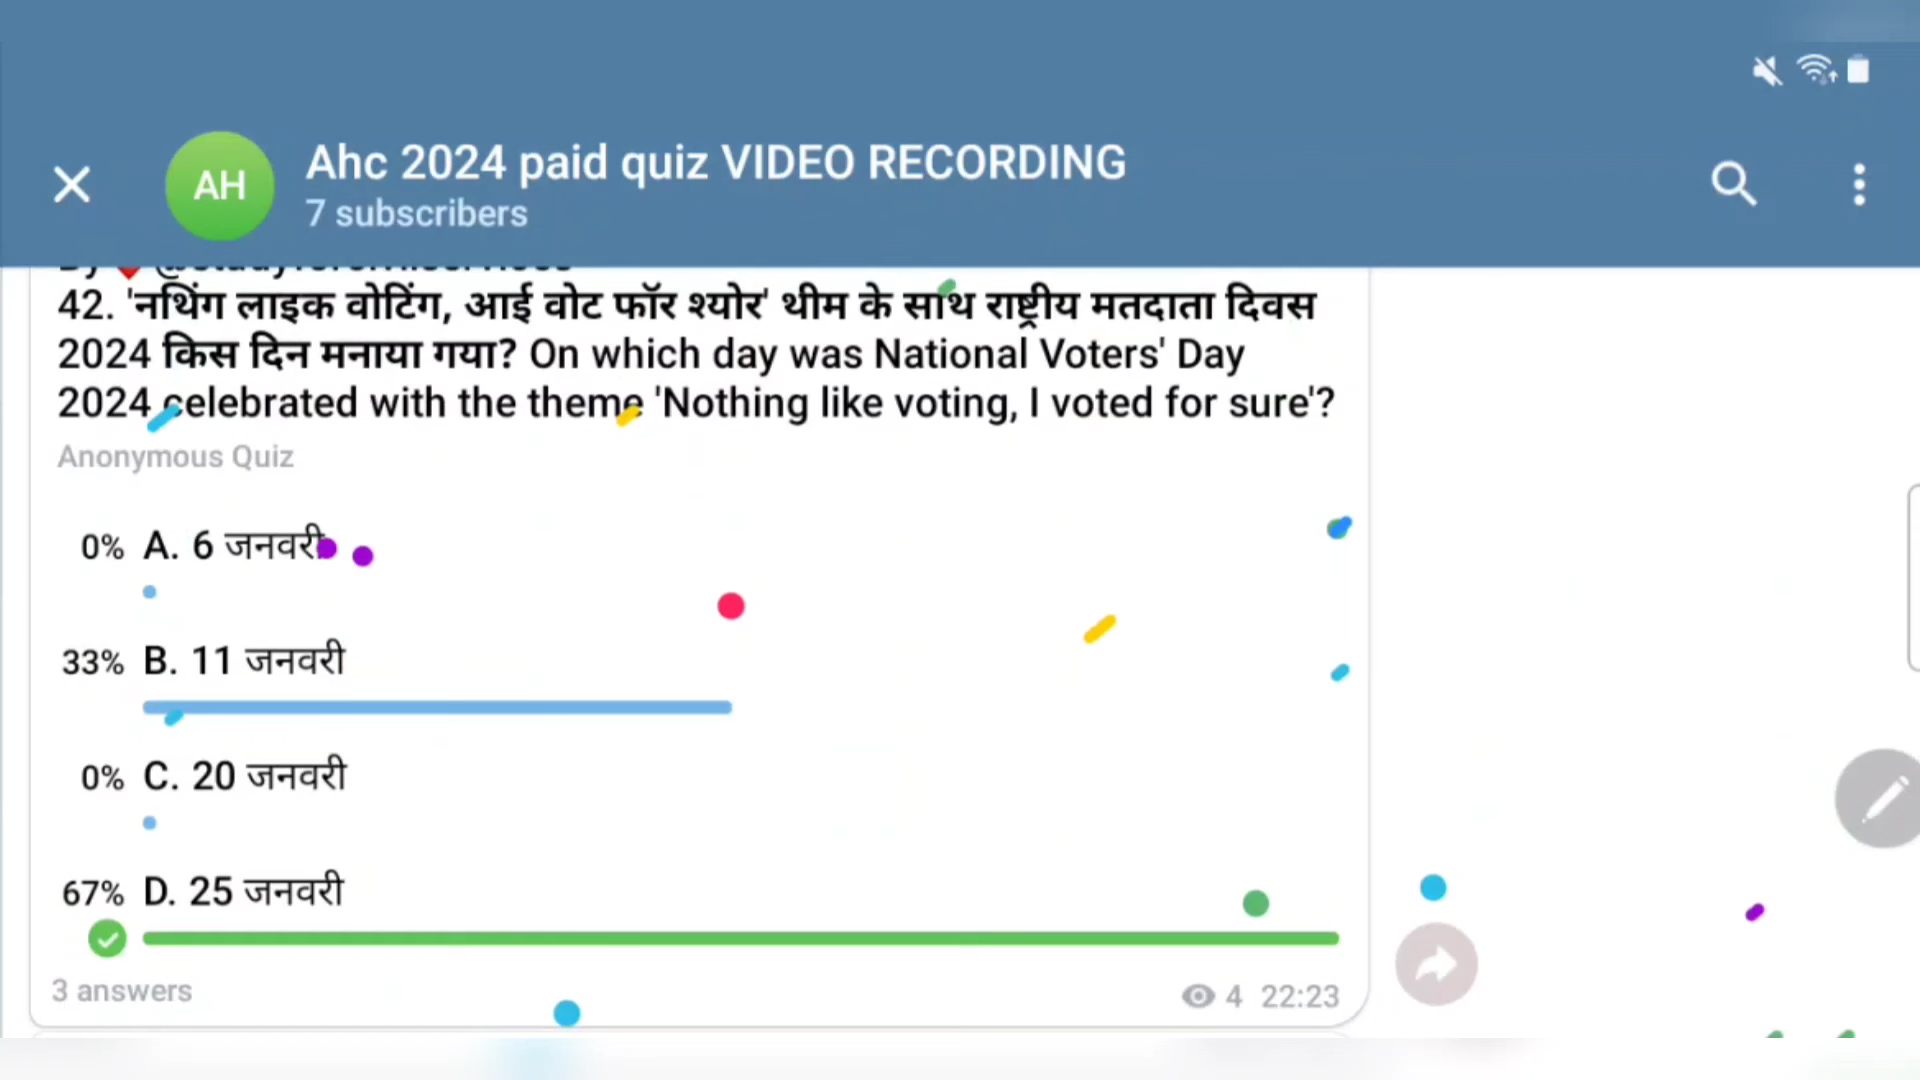 AH
Ahc 2024 paid quiz VIDEO RECORDING
7 subscribers
42. 'नथिंग लाइक वोटिंग, आई वोट फॉर श्योर' थीम के साथ राष्ट्रीय मतदाता दिवस
2024 किस दिन मनाया गया? On which day was National Voters' Day
2024 celebrated with the theme 'Nothing like voting, I voted for sure'?
Anonymous Quiz
0% A. 6 जनवरी
33% B. 11 जनवरी
0% C. 20 जनवरी
67% D. 25 जनवरी
3 answers
4 22:23